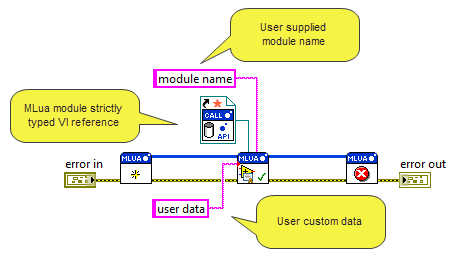 User supplied
module name
module name
MLua module strictly
typed VI reference
CALL
API
error in
MLUA
MLUA
MLUA
error out
user data
User custom data